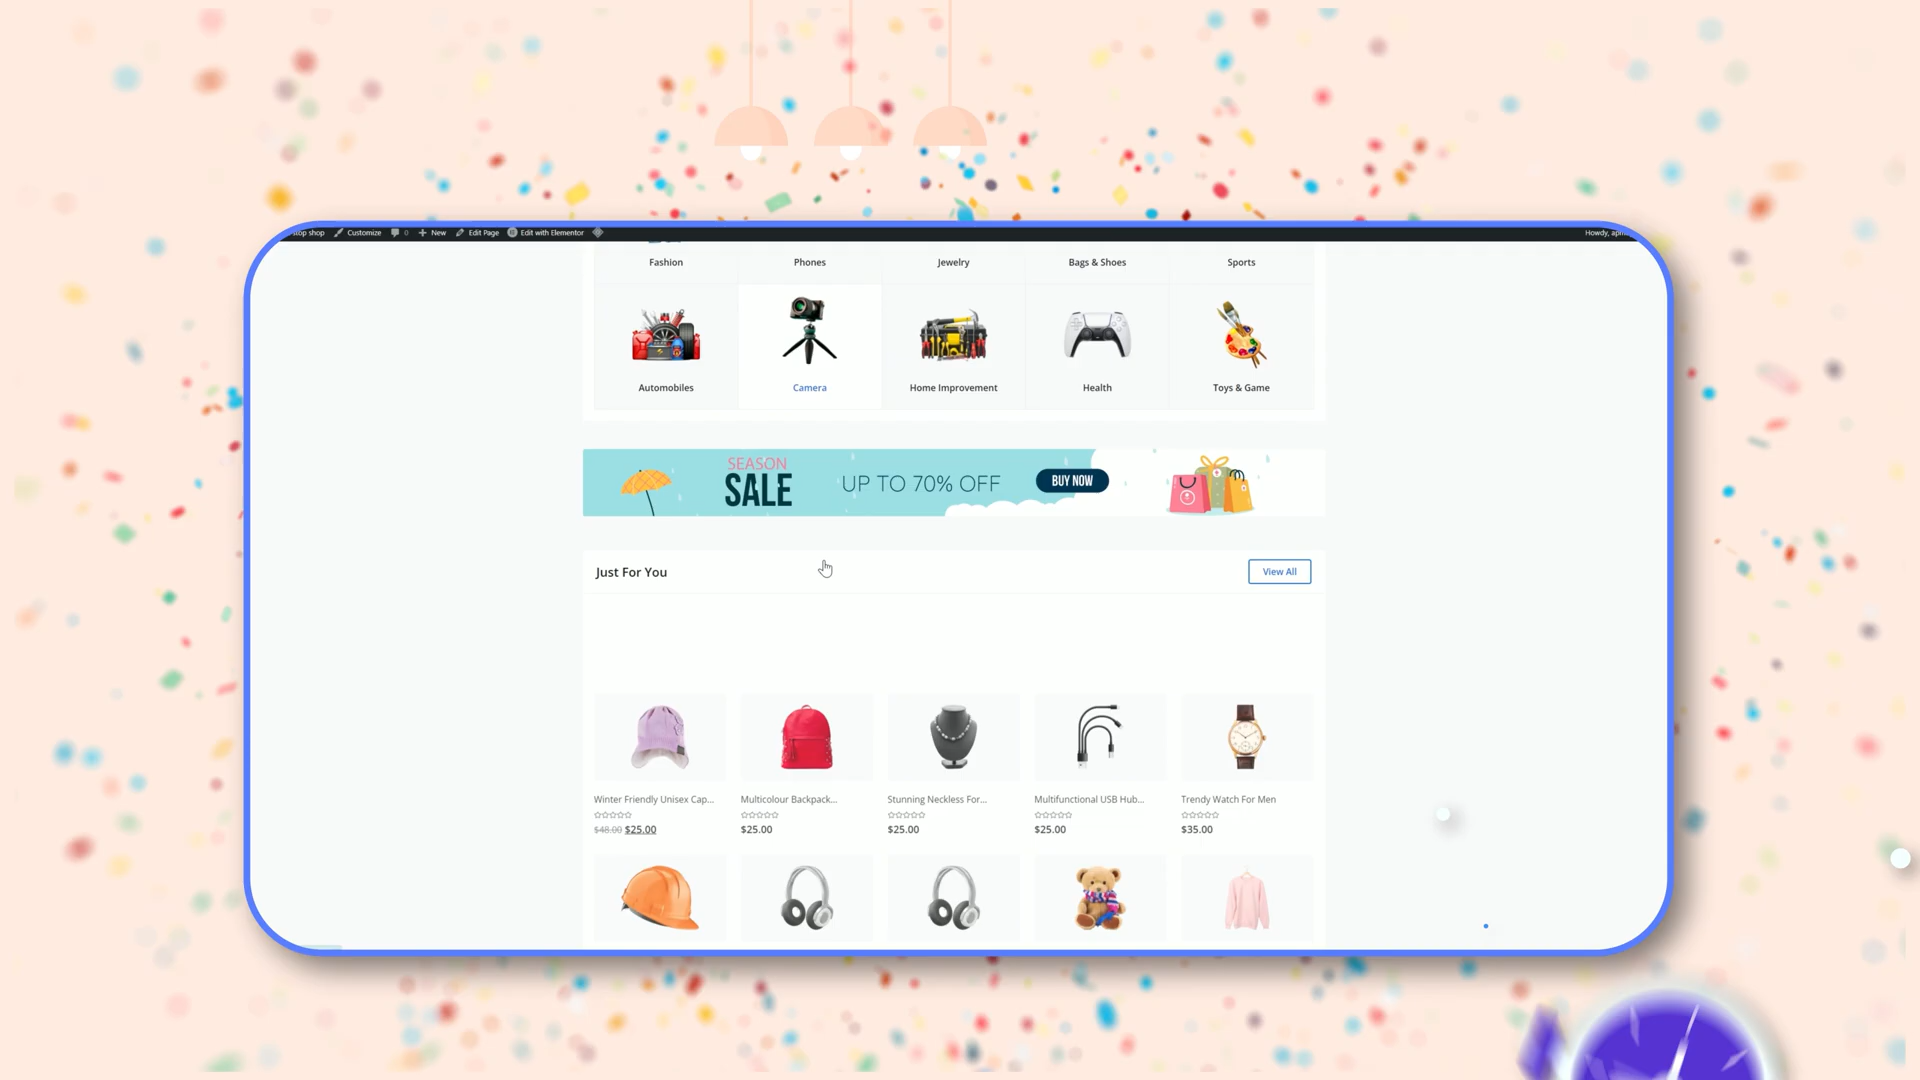 shop
Customize
0
New
Edit Page
Edit with Elementor
Howdy,
Fashion
Phones
Jewelry
Bags & Shoes
Sports
Automobiles
Camera
Home Improvement
Health
Toys & Game
SEASON
SALE
UP TO 70% OFF
BUY NOW
Just For You
View All
Winter Friendly Unisex Cap...
Multicolour Backpack...
Stunning Neckless For...
Multifunctional USB Hub...
Trendy Watch For Men
$48.00 $25.00
$25.00
$25.00
$25.00
$35.00